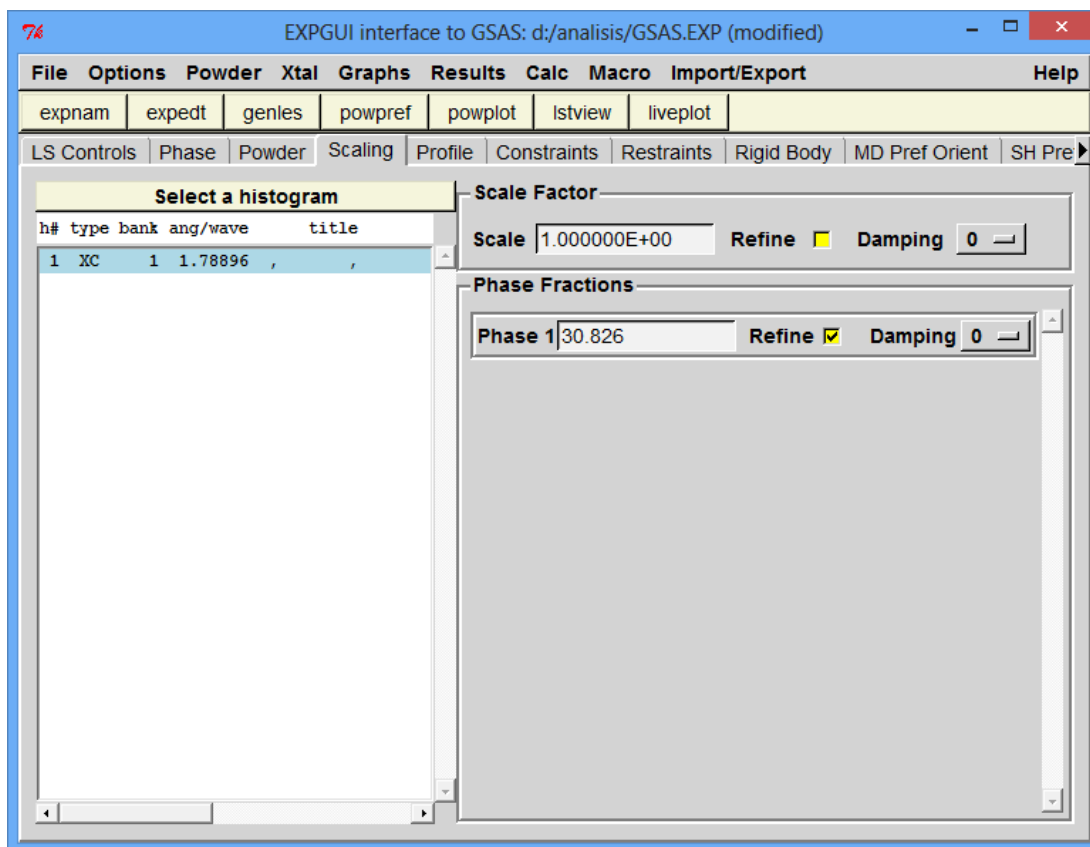 7k EXPGUI interface to GSAS: d:/analisis/GSAS.EXP (modified)
File Options Powder Xtal Graphs Results Calc Macro Import/Export Help
expnam expedt genles powpref powplot lstview liveplot
LS Controls Phase Powder Scaling Profile Constraints Restraints Rigid Body MD Pref Orient SH Pre
Select a histogram
h# type bank ang/wave title
1 XC 1 1.78896 , ,
Scale Factor
Scale 1.000000E+00 Refine Damping 0
Phase Fractions
Phase 1 30.826 Refine Damping 0